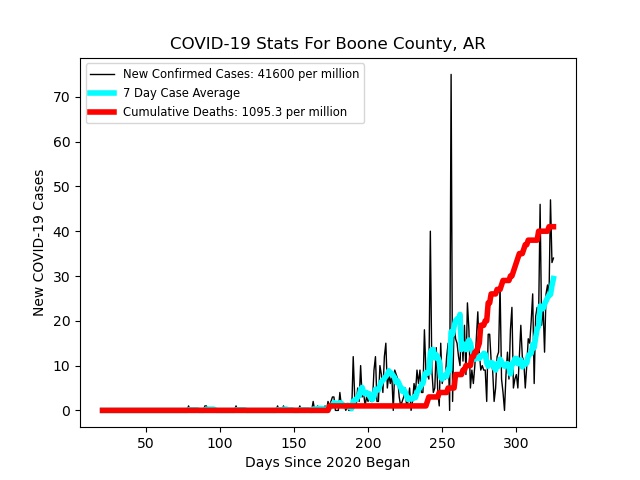 COVID-19 Stats For Boone County, AR
New Confirmed Cases: 41600 per million
7 Day Case Average
Cumulative Deaths: 1095.3 per million
New COVID-19 Cases
70
60
50
40
30
20
10
0
50 100 150 200 250 300
Days Since 2020 Began